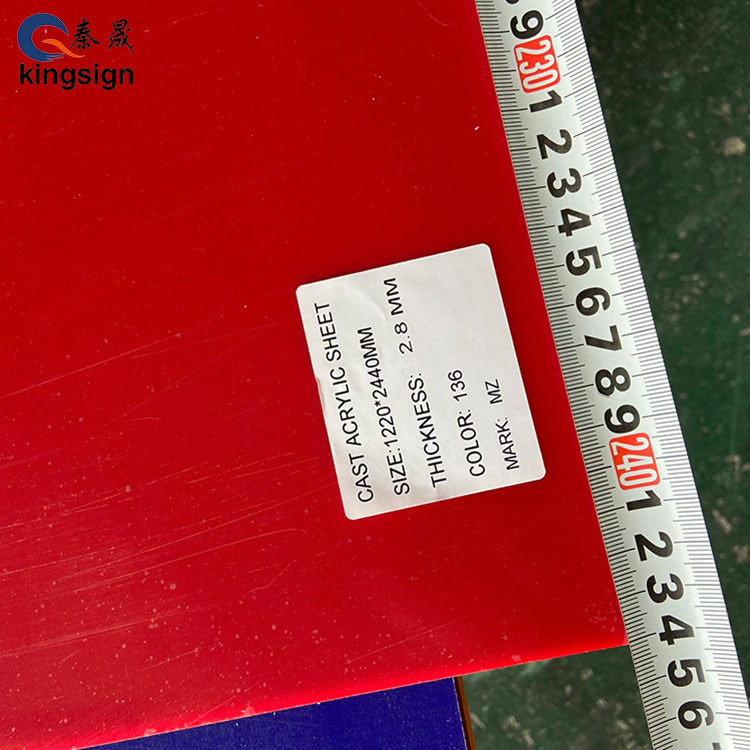 秦晟
kingsign
CAST ACRYLIC SHEET
SIZE:1220*2440MM
THICKNESS: 2.8 MM
COLOR: 136
MARK: MZ
9
230
1
2
3
4
5
6
7
8
9
240
1
2
3
4
5
6